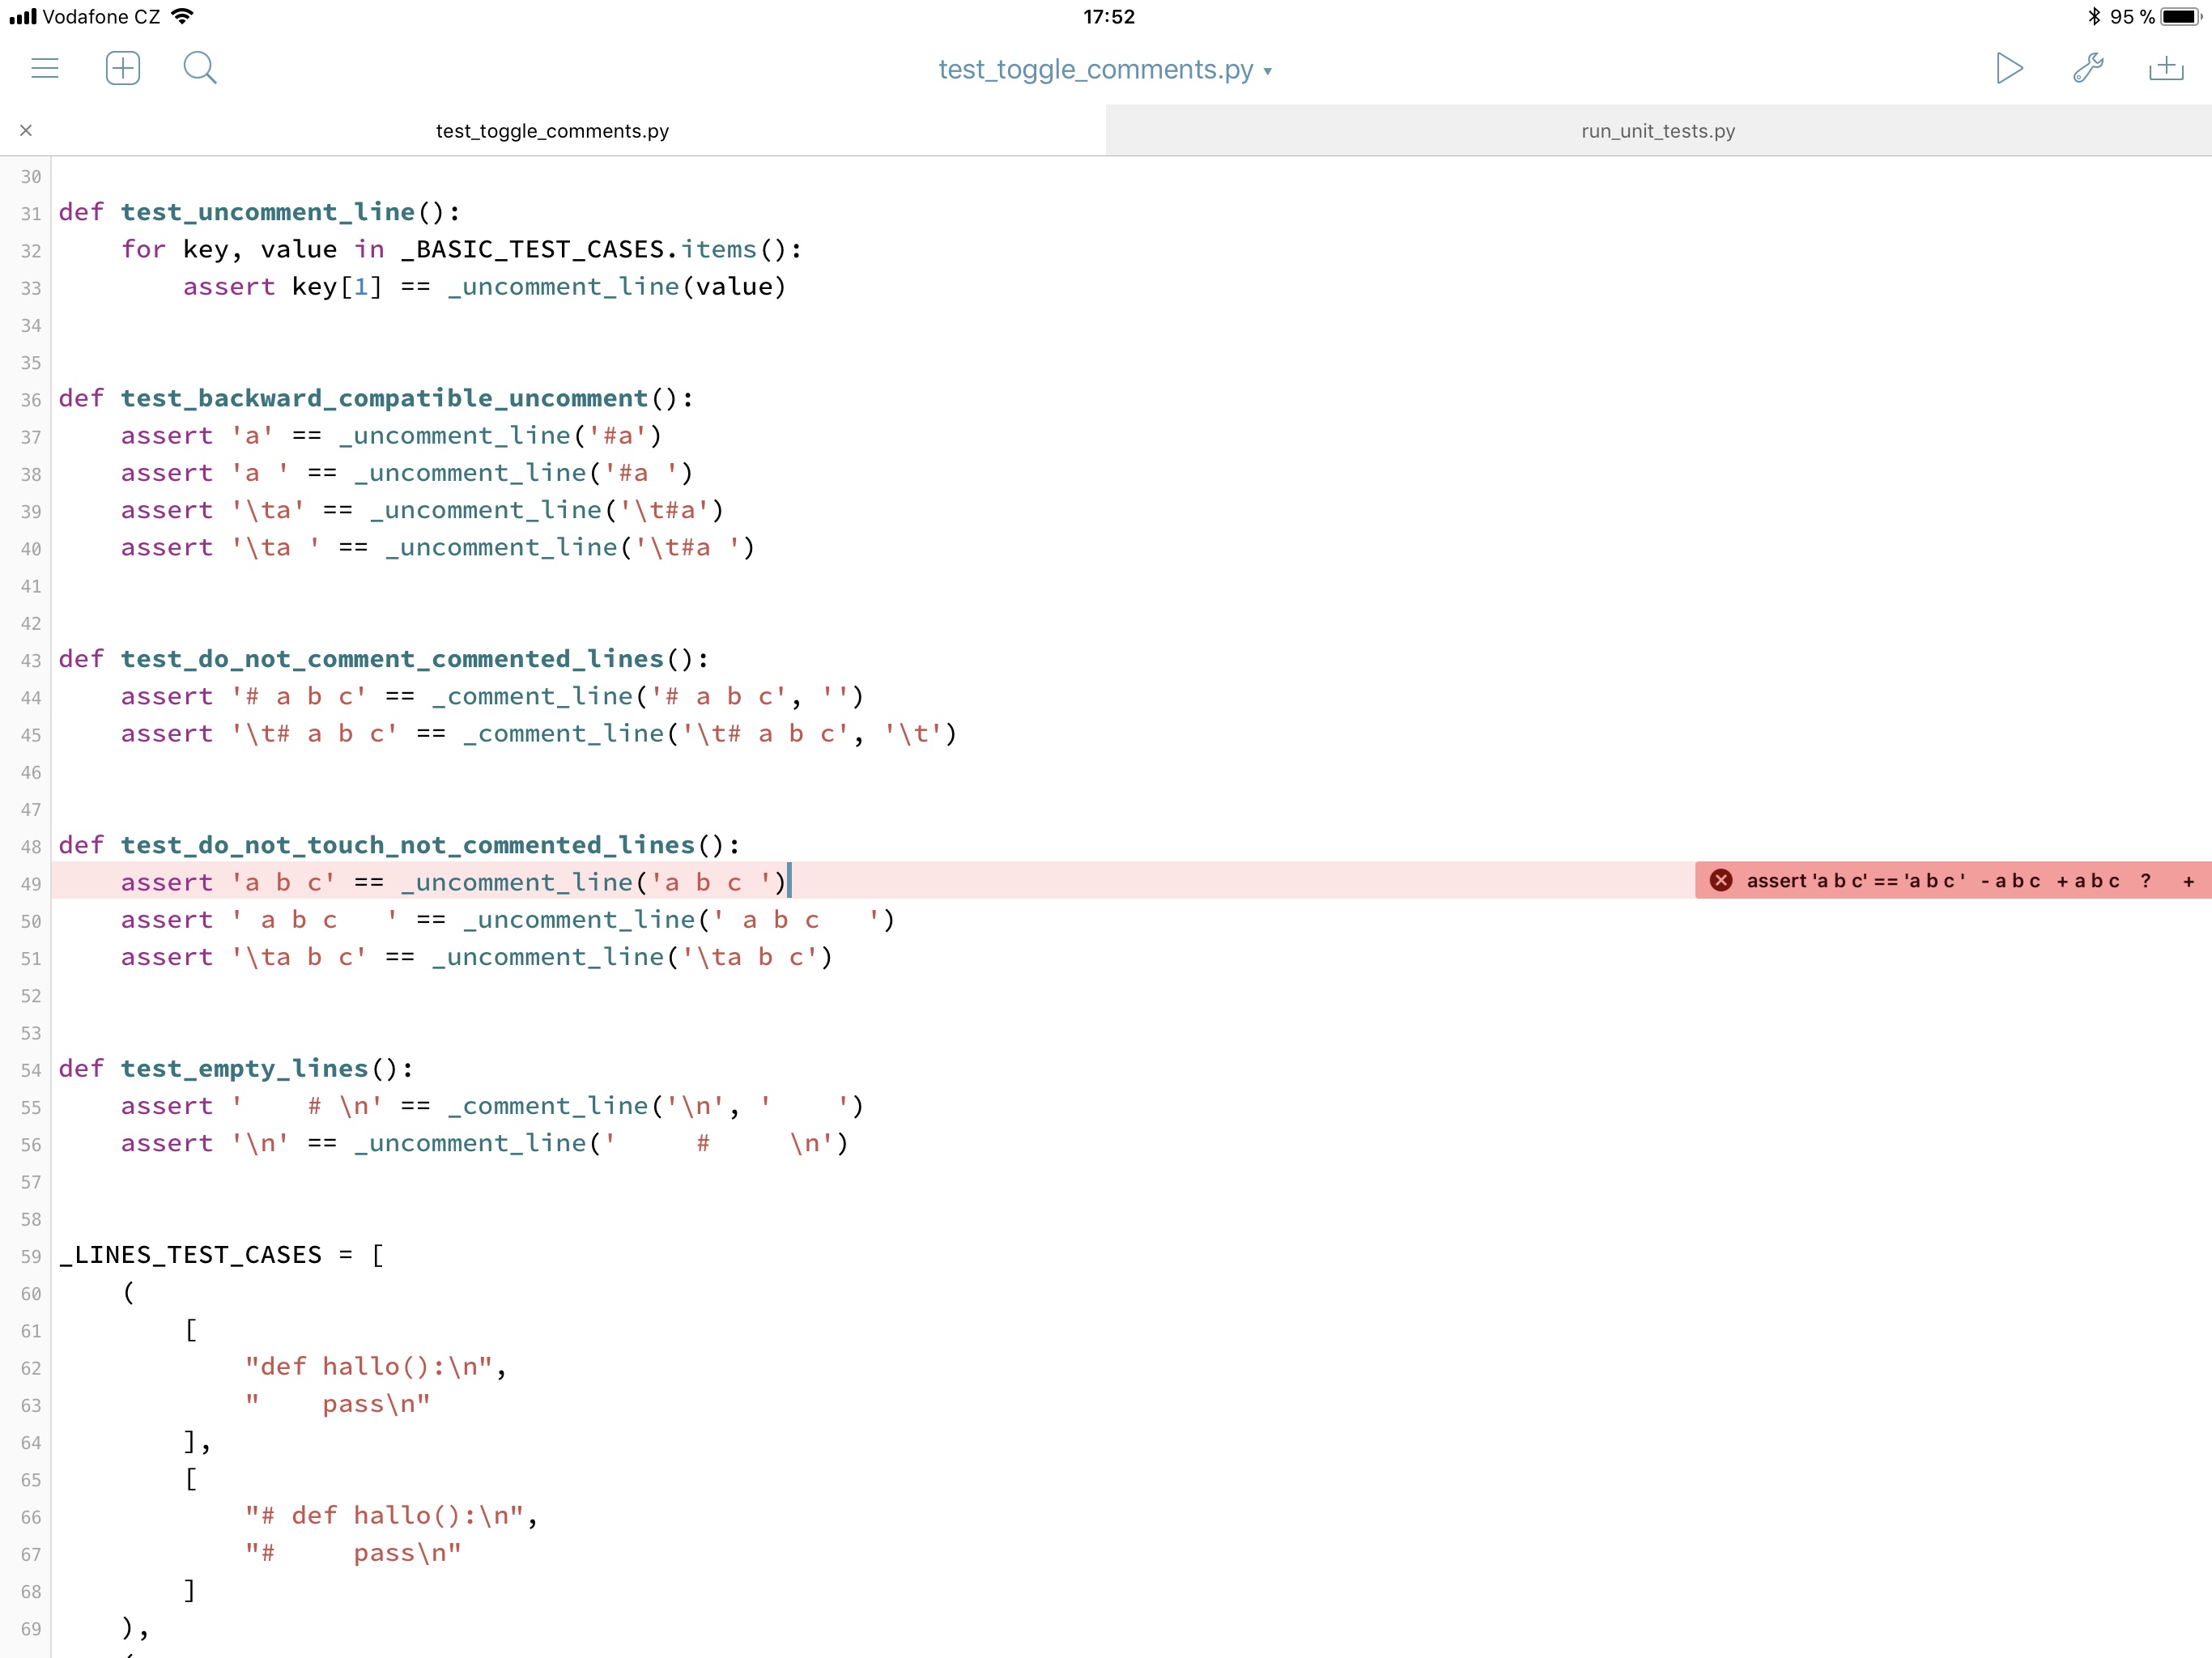 Vodafone CZ 17:52 95 %
test_toggle_comments.py ▾
× test_toggle_comments.py run_unit_tests.py
30
31 def test_uncomment_line():
32     for key, value in _BASIC_TEST_CASES.items():
33         assert key[1] == _uncomment_line(value)
34
35
36 def test_backward_compatible_uncomment():
37     assert 'a' == _uncomment_line('#a')
38     assert 'a ' == _uncomment_line('#a ')
39     assert '\ta' == _uncomment_line('\t#a')
40     assert '\ta ' == _uncomment_line('\t#a ')
41
42
43 def test_do_not_comment_commented_lines():
44     assert '# a b c' == _comment_line('# a b c', '')
45     assert '\t# a b c' == _comment_line('\t# a b c', '\t')
46
47
48 def test_do_not_touch_not_commented_lines():
49     assert 'a b c' == _uncomment_line('a b c ') assert 'a b c' == 'a b c '  - a b c  + a b c  ?    +
50     assert ' a b c   ' == _uncomment_line(' a b c   ')
51     assert '\ta b c' == _uncomment_line('\ta b c')
52
53
54 def test_empty_lines():
55     assert '    # \n' == _comment_line('\n', '    ')
56     assert '\n' == _uncomment_line('     #     \n')
57
58
59 _LINES_TEST_CASES = [
60     (
61         [
62             "def hallo():\n",
63             "    pass\n"
64         ],
65         [
66             "# def hallo():\n",
67             "#     pass\n"
68         ]
69     ),